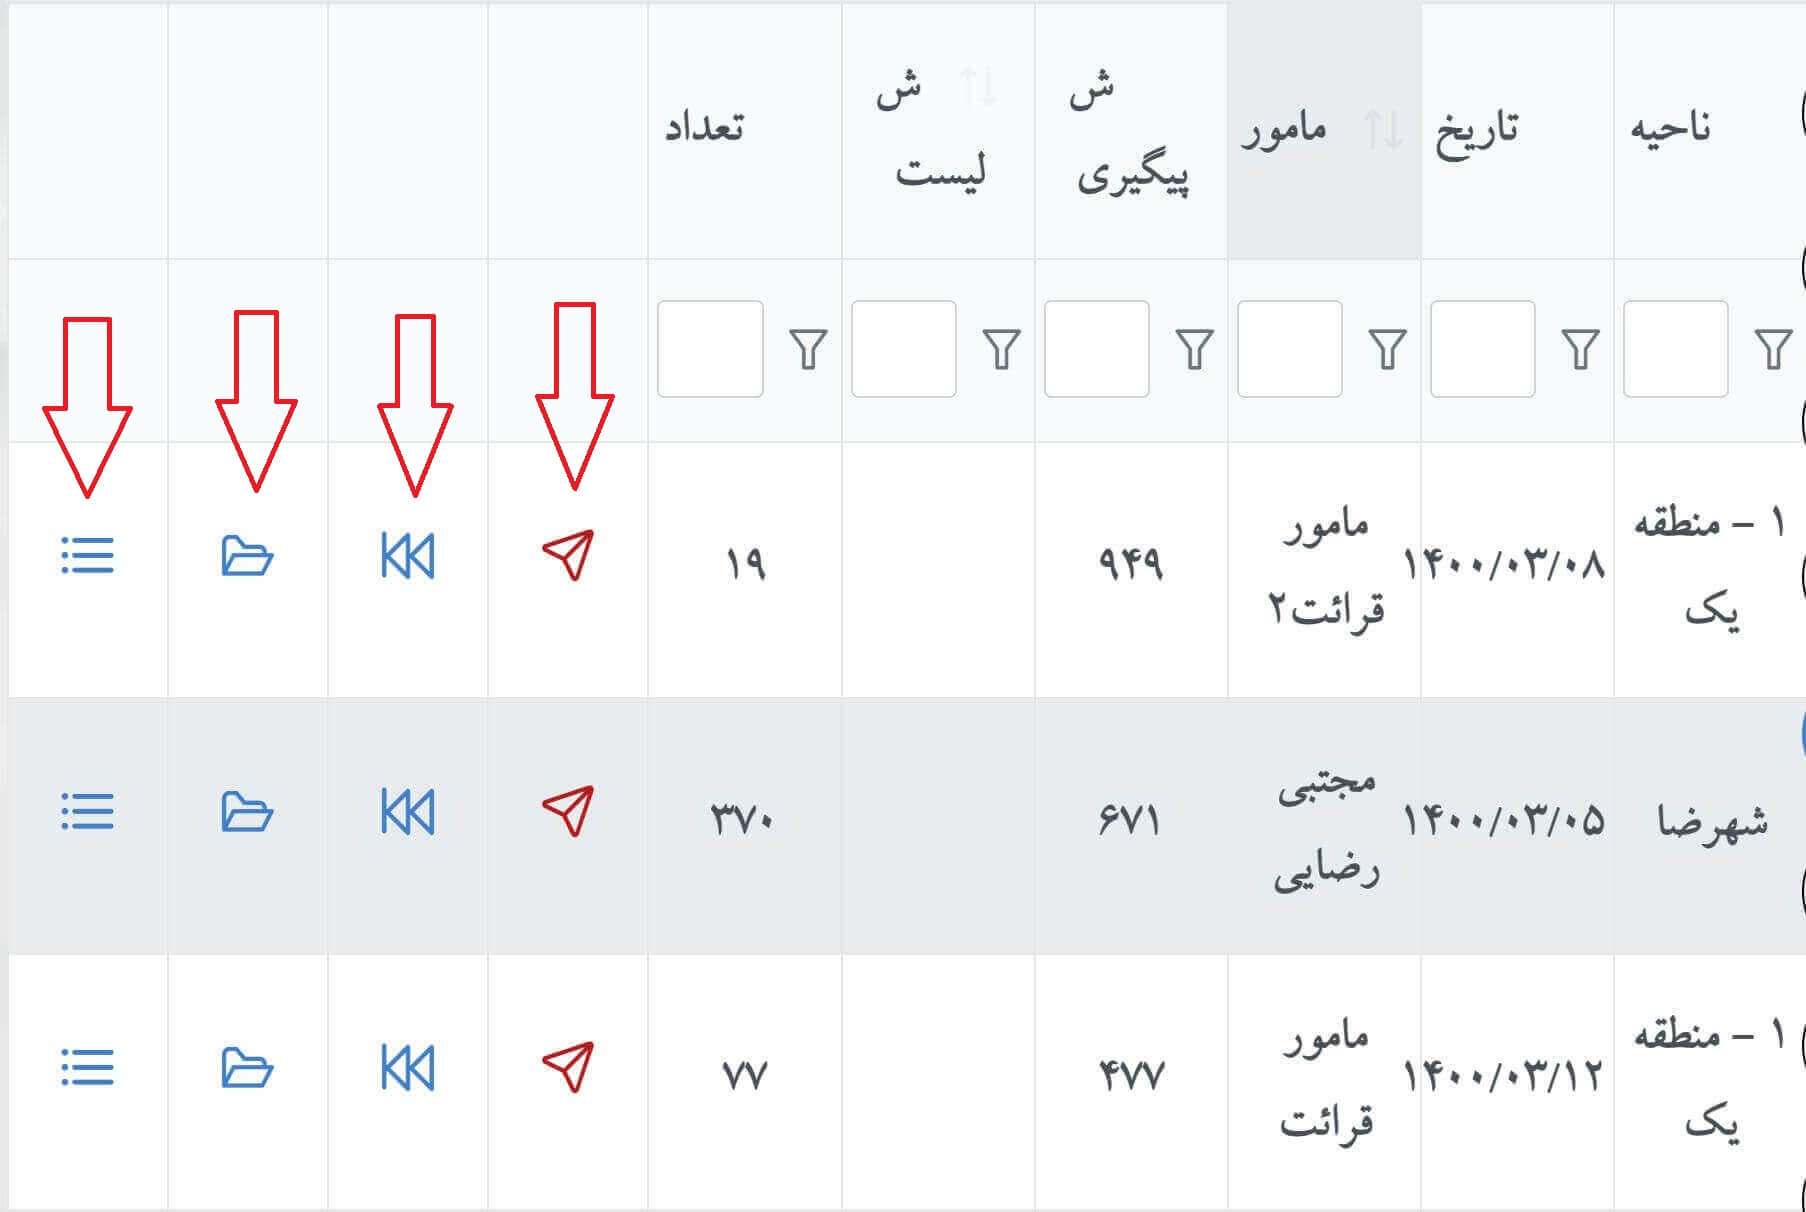 ناحیه
تاریخ
مامور
ش
پیگیری
ش
لیست
تعداد
۱ – منطقه
یک
۱۴۰۰/۰۳/۰۸
مامور
قرائت۲
۹۴۹
۱۹
شهرضا
۱۴۰۰/۰۳/۰۵
مجتبی
رضایی
۶۷۱
۳۷۰
۱ – منطقه
یک
۱۴۰۰/۰۳/۱۲
مامور
قرائت
۴۷۷
۷۷